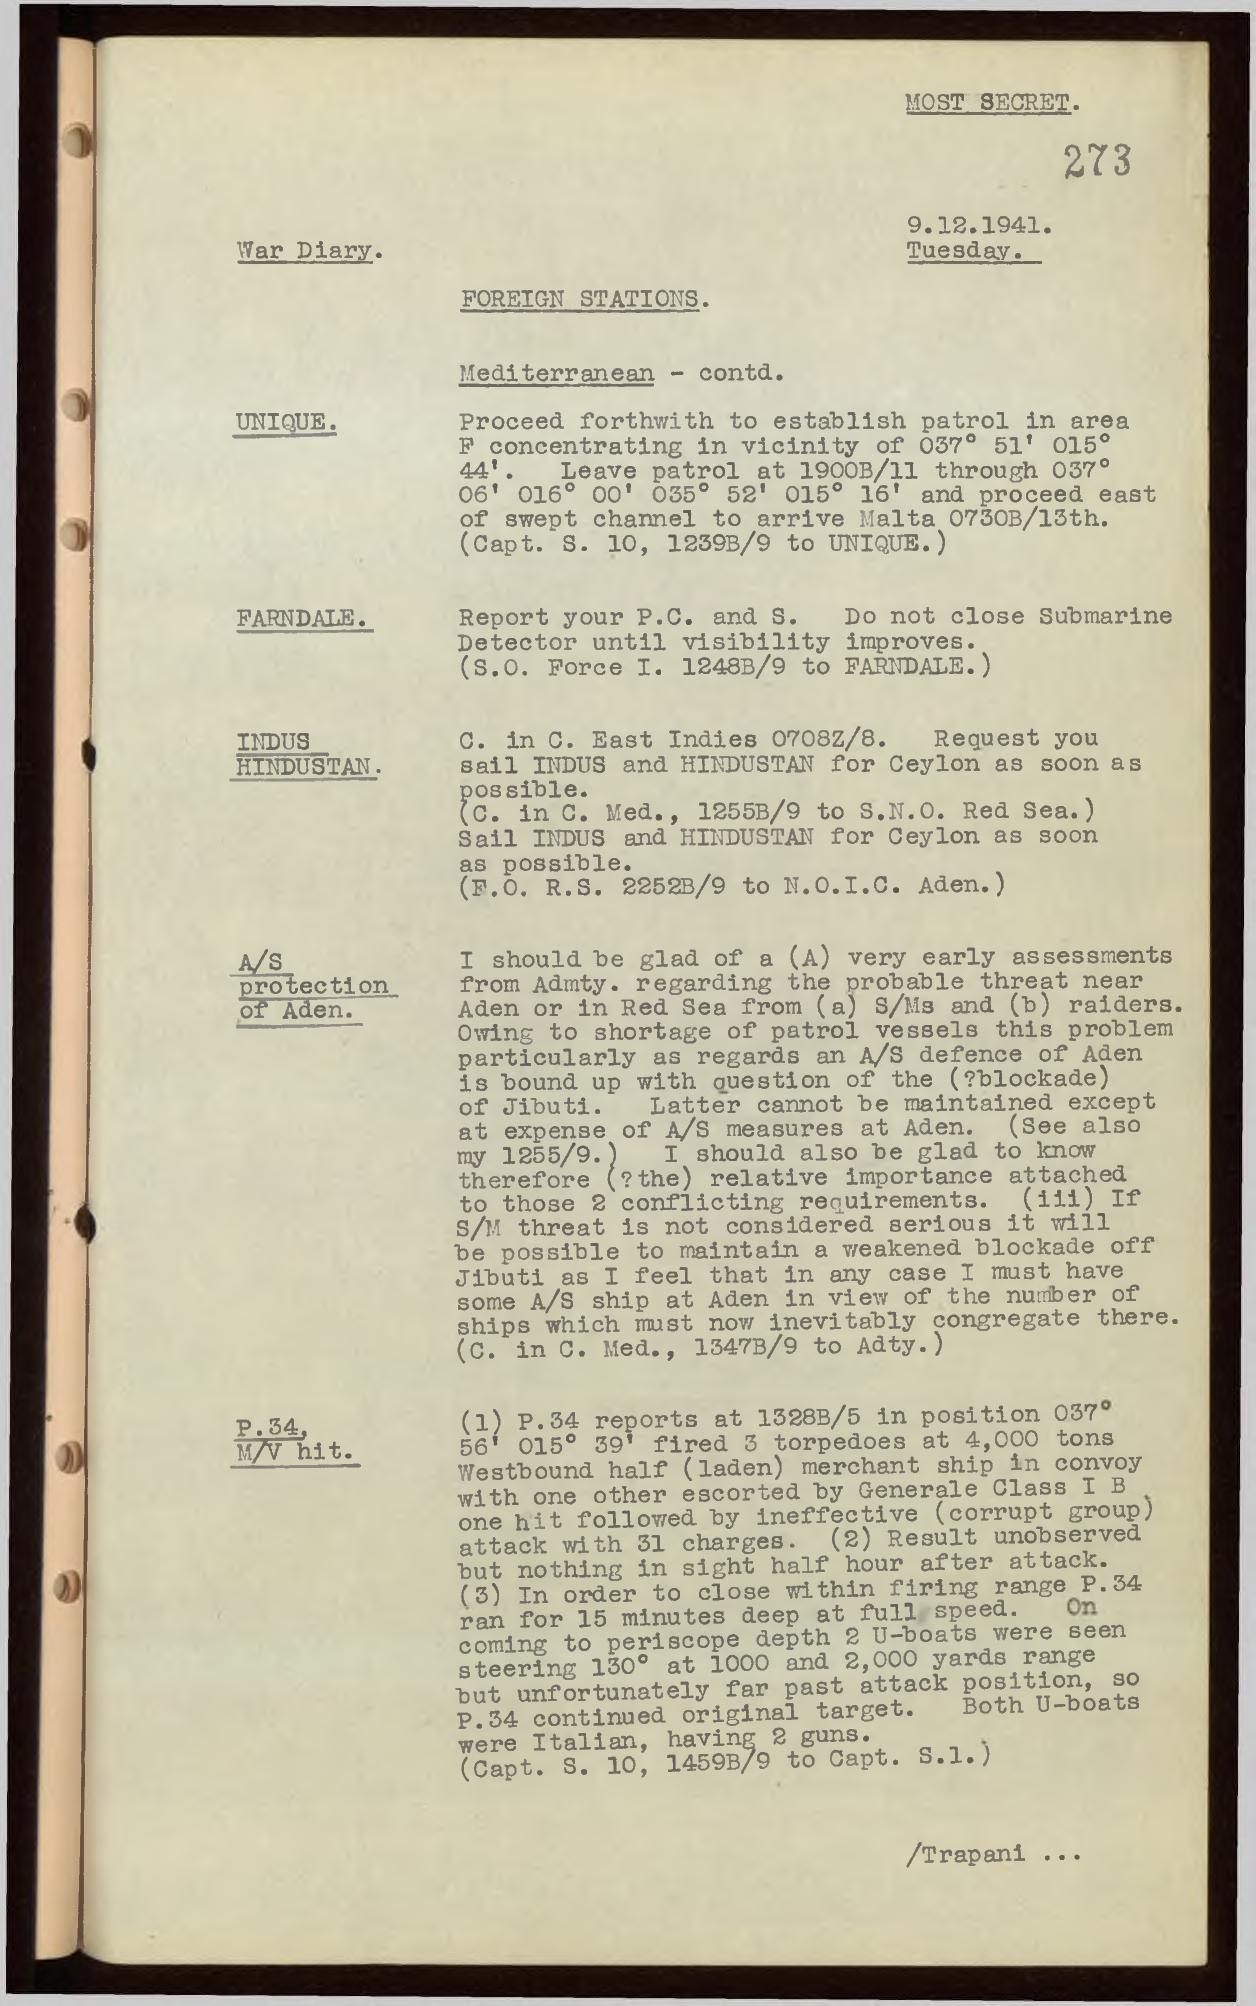 MOST SECRET.
273
9.12.1941.
War Diary.
Tuesday.
FOREIGN STATIONS.
Mediterranean - contd.
UNIQUE.
Proceed forthwith to establish patrol in area
F concentrating in vicinity of 037° 51' 015°
44'. Leave patrol at 1900B/11 through 037°
06' 016° 00' 035° 52' 015° 16' and proceed east
of swept channel to arrive Malta 0730B/13th.
(Capt. S. 10, 1239B/9 to UNIQUE.)
FARNDALE.
Report your P.C. and S. Do not close Submarine
Detector until visibility improves.
(S.O. Force I. 1248B/9 to FARNDALE.)
INDUS
HINDUSTAN.
C. in C. East Indies 0708Z/8. Request you
sail INDUS and HINDUSTAN for Ceylon as soon as
possible.
(C. in C. Med., 1255B/9 to S.N.O. Red Sea.)
Sail INDUS and HINDUSTAN for Ceylon as soon
as possible.
(F.O. R.S. 2252B/9 to N.O.I.C. Aden.)
A/S
protection
of Aden.
I should be glad of a (A) very early assessments
from Admty. regarding the probable threat near
Aden or in Red Sea from (a) S/Ms and (b) raiders.
Owing to shortage of patrol vessels this problem
particularly as regards an A/S defence of Aden
is bound up with question of the (?blockade)
of Jibuti. Latter cannot be maintained except
at expense of A/S measures at Aden. (See also
my 1255/9.) I should also be glad to know
therefore (?the) relative importance attached
to those 2 conflicting requirements. (iii) If
S/M threat is not considered serious it will
be possible to maintain a weakened blockade off
Jibuti as I feel that in any case I must have
some A/S ship at Aden in view of the number of
ships which must now inevitably congregate there.
(C. in C. Med., 1347B/9 to Adty.)
P.34,
M/V hit.
(1) P.34 reports at 1328B/5 in position 037°
56' 015° 39' fired 3 torpedoes at 4,000 tons
Westbound half (laden) merchant ship in convoy
with one other escorted by Generale Class I B
one hit followed by ineffective (corrupt group)
attack with 31 charges. (2) Result unobserved
but nothing in sight half hour after attack.
(3) In order to close within firing range P.34
ran for 15 minutes deep at full speed. On
coming to periscope depth 2 U-boats were seen
steering 130° at 1000 and 2,000 yards range
but unfortunately far past attack position, so
P.34 continued original target. Both U-boats
were Italian, having 2 guns.
(Capt. S. 10, 1459B/9 to Capt. S.1.)
/Trapani ...